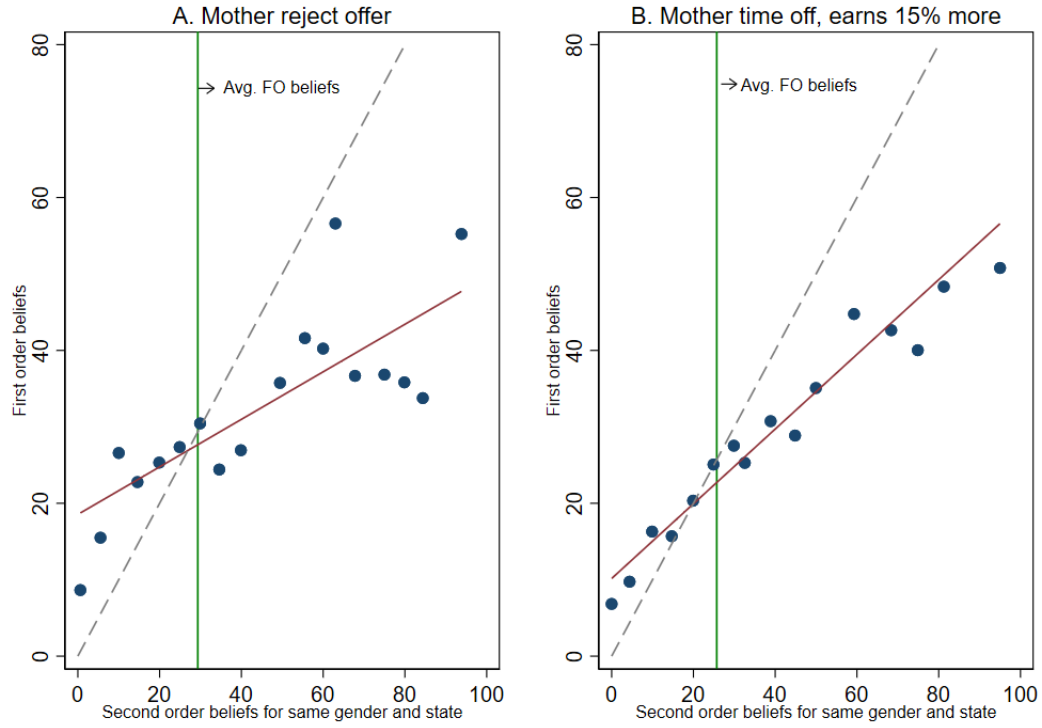 A. Mother reject offer
80
60
40
20
0
First order beliefs
→ Avg. FO beliefs
0 20 40 60 80 100
Second order beliefs for same gender and state
B. Mother time off, earns 15% more
80
60
40
20
0
First order beliefs
→ Avg. FO beliefs
0 20 40 60 80 100
Second order beliefs for same gender and state